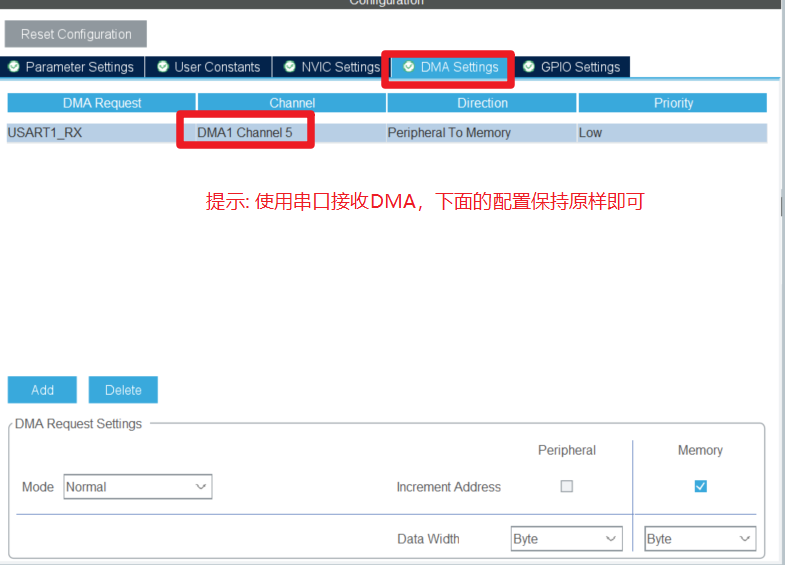 Configuration
Reset Configuration
Parameter Settings User Constants NVIC Settings DMA Settings GPIO Settings
DMA Request Channel Direction Priority
USART1_RX DMA1 Channel 5 Peripheral To Memory Low
提示: 使用串口接收DMA，下面的配置保持原样即可
Add Delete
DMA Request Settings
Peripheral Memory
Mode Normal Increment Address
Data Width Byte Byte